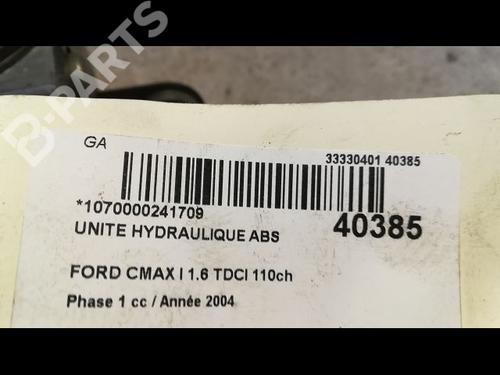 B-PARTS
GA
33330401 40385
*1070000241709
40385
UNITE HYDRAULIQUE ABS
FORD CMAX I 1.6 TDCI 110ch
Phase 1 cc / Année 2004